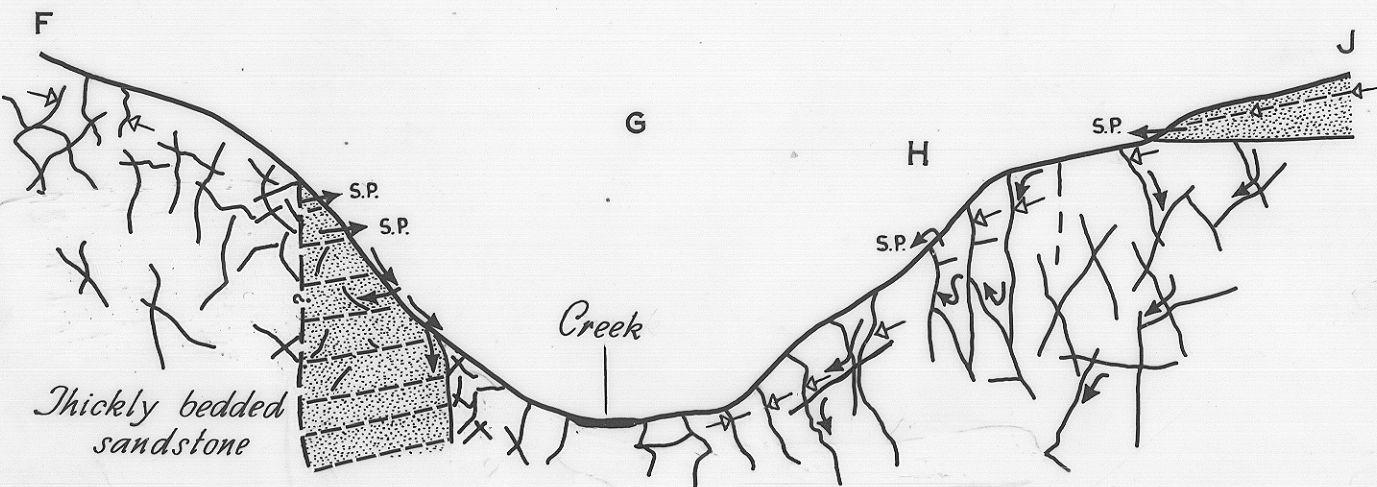 F
J
G
S.P.
H
S.P.
S.P.
S.P.
?
Creek
Thickly bedded
sandstone